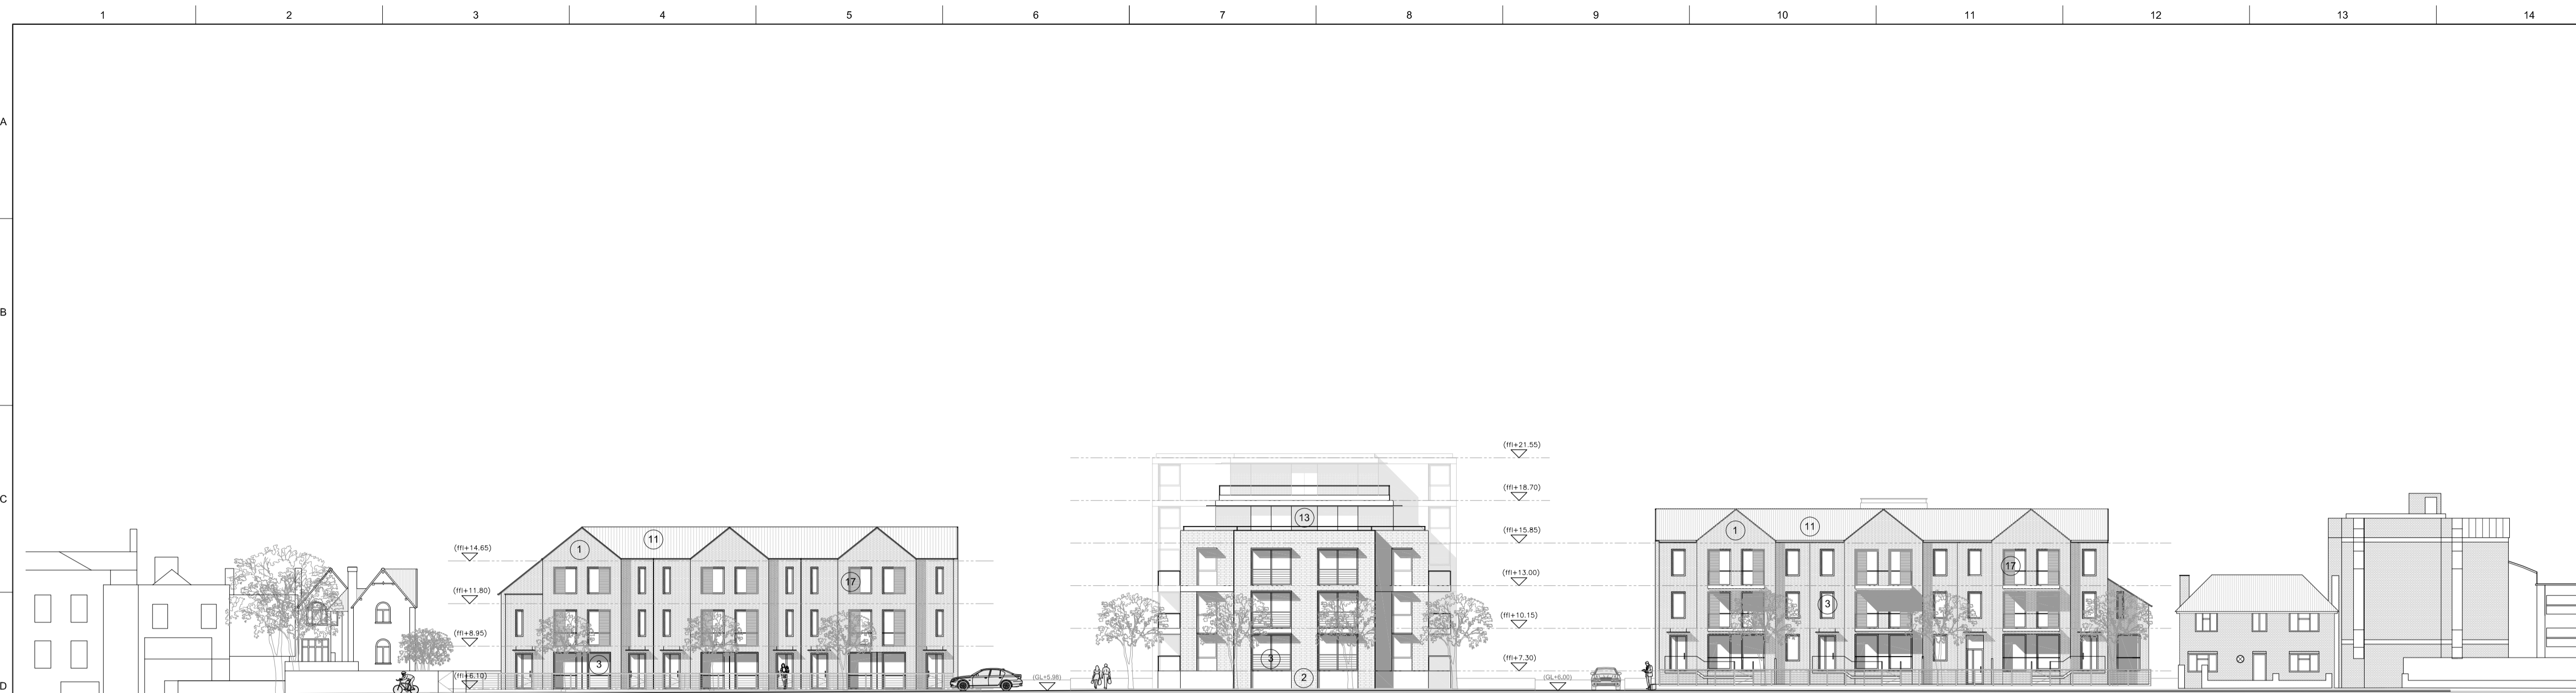 1 2 3 4 5 6 7 8 9 10 11 12 13 14
A
B
C
D
(ffl+21.55)
(ffl+18.70)
(ffl+15.85)
(ffl+13.00)
(ffl+10.15)
(ffl+7.30)
(ffl+14.65)
(ffl+11.80)
(ffl+8.95)
(ffl+6.10)
1 11
17
3
13
3
2
1 11
17
3
(GL+5.98)
(GL+6.00)